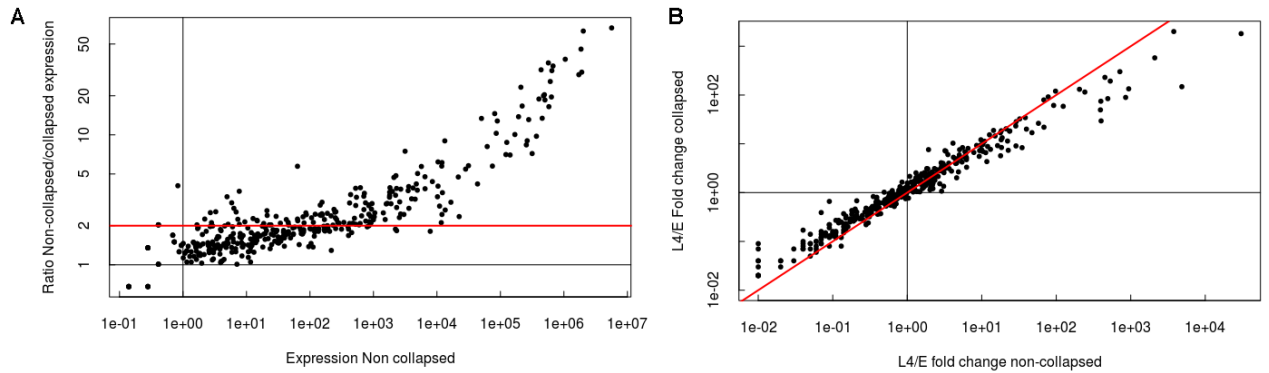 A
Ratio Non-collapsed/collapsed expression
50
20
10
5
2
1
1e-01 1e+00 1e+01 1e+02 1e+03 1e+04 1e+05 1e+06 1e+07
Expression Non collapsed
B
L4/E Fold change collapsed
1e+02
1e+00
1e-02
1e-02 1e-01 1e+00 1e+01 1e+02 1e+03 1e+04
L4/E fold change non-collapsed